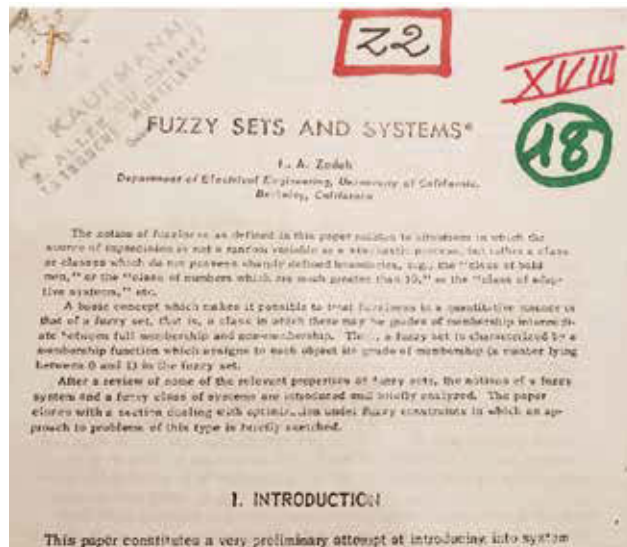 Z2
XVIII
18
A. KAUFMANN
FUZZY SETS AND SYSTEMS*
L. A. Zadeh
Department of Electrical Engineering, University of California,
Berkeley, California
The notion of fuzziness as defined in this paper relates to situations in which the
source of imprecision is not a random variable or a stochastic process, but rather a class
or classes which do not possess sharply defined boundaries, e.g., the "class of bald
men," or the "class of numbers which are much greater than 10," or the "class of adap-
tive systems," etc.
A basic concept which makes it possible to treat fuzziness in a quantitative manner is
that of a fuzzy set, that is, a class in which there may be grades of membership intermedi-
ate between full membership and non-membership. Thus, a fuzzy set is characterized by a
membership function which assigns to each object its grade of membership (a number lying
between 0 and 1) in the fuzzy set.
After a review of some of the relevant properties of fuzzy sets, the notions of a fuzzy
system and a fuzzy class of systems are introduced and briefly analyzed. The paper
closes with a section dealing with optimization under fuzzy constraints in which an ap-
proach to problems of this type is briefly sketched.
1. INTRODUCTION
This paper constitutes a very preliminary attempt at introducing into system